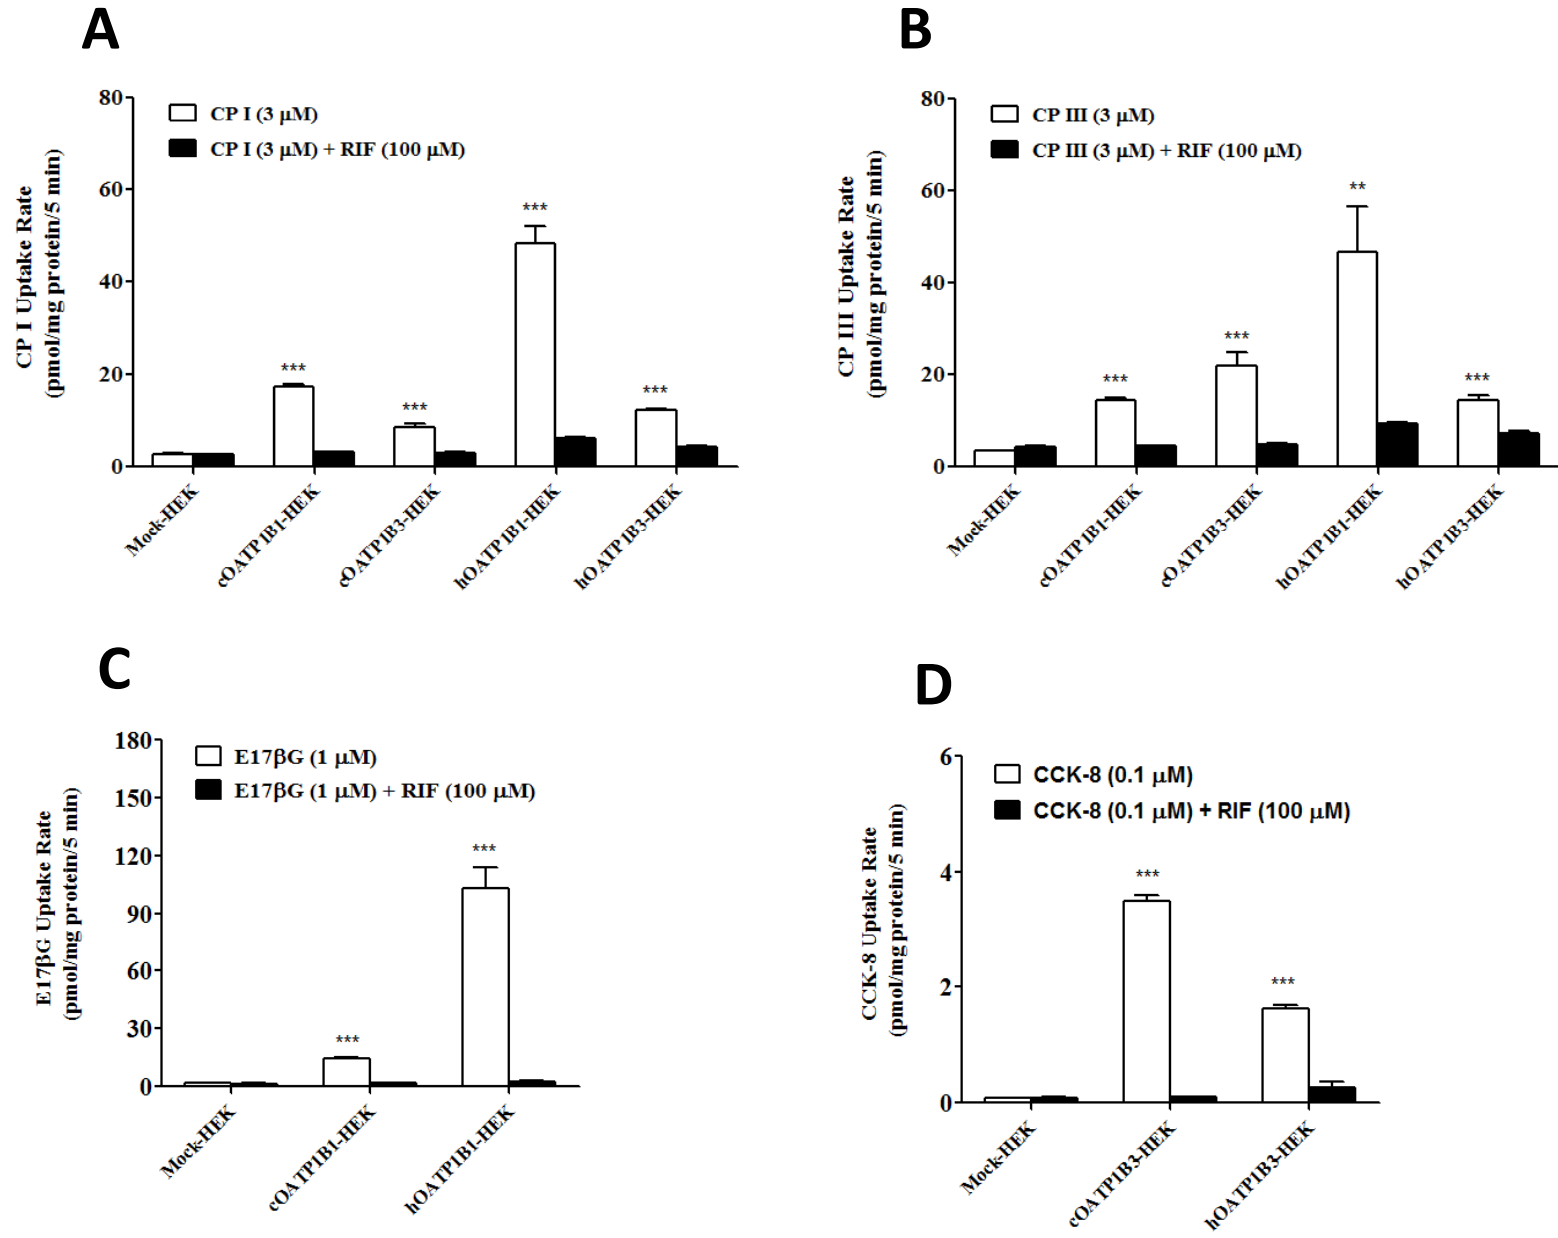 A
CP I Uptake Rate
(pmol/mg protein/5 min)
80
60
40
20
0
CP I (3 μM)
CP I (3 μM) + RIF (100 μM)
***
***
***
***
Mock-HEK
cOATP1B1-HEK
cOATP1B3-HEK
hOATP1B1-HEK
hOATP1B3-HEK
B
CP III Uptake Rate
(pmol/mg protein/5 min)
80
60
40
20
0
CP III (3 μM)
CP III (3 μM) + RIF (100 μM)
***
***
**
***
Mock-HEK
cOATP1B1-HEK
cOATP1B3-HEK
hOATP1B1-HEK
hOATP1B3-HEK
C
E17βG Uptake Rate
(pmol/mg protein/5 min)
180
150
120
90
60
30
0
E17βG (1 μM)
E17βG (1 μM) + RIF (100 μM)
***
***
Mock-HEK
cOATP1B1-HEK
hOATP1B1-HEK
D
CCK-8 Uptake Rate
(pmol/mg protein/5 min)
6
4
2
0
CCK-8 (0.1 μM)
CCK-8 (0.1 μM) + RIF (100 μM)
***
***
Mock-HEK
cOATP1B3-HEK
hOATP1B3-HEK